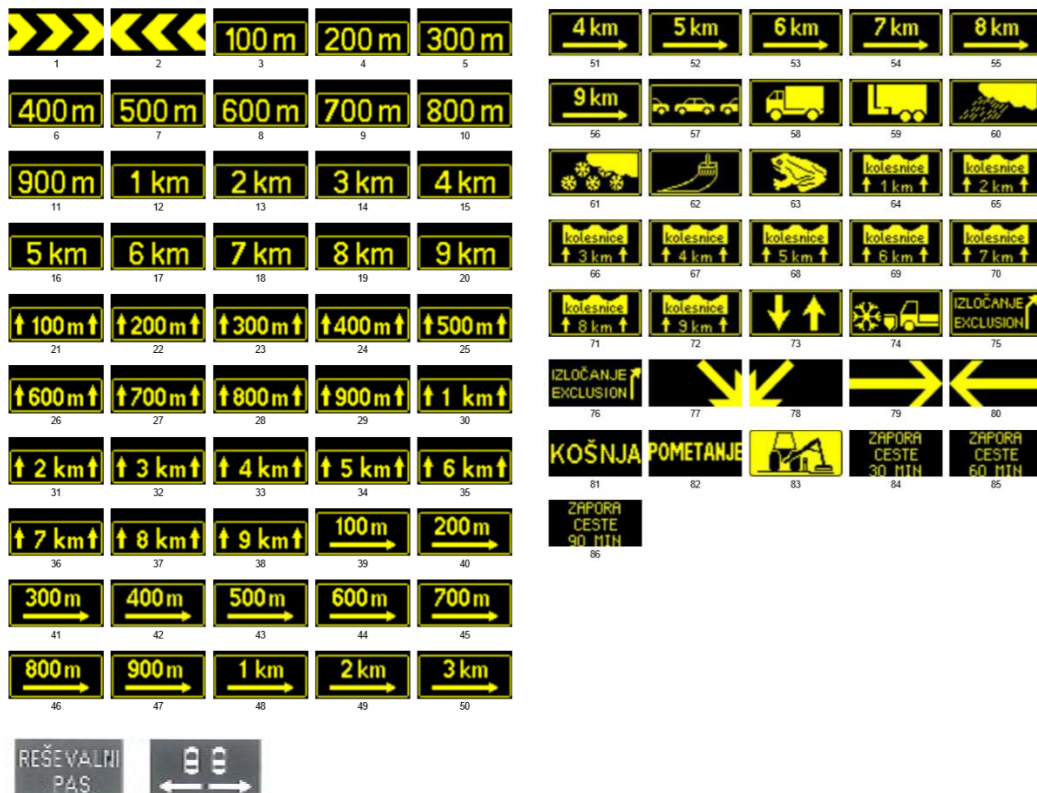 1 2 100 m 200 m 300 m
3 4 5
400 m 500 m 600 m 700 m 800 m
6 7 8 9 10
900 m 1 km 2 km 3 km 4 km
11 12 13 14 15
5 km 6 km 7 km 8 km 9 km
16 17 18 19 20
100 m 200 m 300 m 400 m 500 m
21 22 23 24 25
600 m 700 m 800 m 900 m 1 km
26 27 28 29 30
2 km 3 km 4 km 5 km 6 km
31 32 33 34 35
7 km 8 km 9 km 100 m 200 m
36 37 38 39 40
300 m 400 m 500 m 600 m 700 m
41 42 43 44 45
800 m 900 m 1 km 2 km 3 km
46 47 48 49 50
REŠEVALNI
PAS
4 km 5 km 6 km 7 km 8 km
51 52 53 54 55
9 km
56 57 58 59 60
kolesnice kolesnice
1 km 2 km
61 62 63 64 65
kolesnice kolesnice kolesnice kolesnice kolesnice
3 km 4 km 5 km 6 km 7 km
66 67 68 69 70
kolesnice kolesnice IZLOČANJE
8 km 9 km EXCLUSION
71 72 73 74 75
IZLOČANJE
EXCLUSION
76 77 78 79 80
KOŠNJA POMETANJE ZAPORA ZAPORA
CESTE CESTE
30 MIN 60 MIN
81 82 83 84 85
ZAPORA
CESTE
90 MIN
86